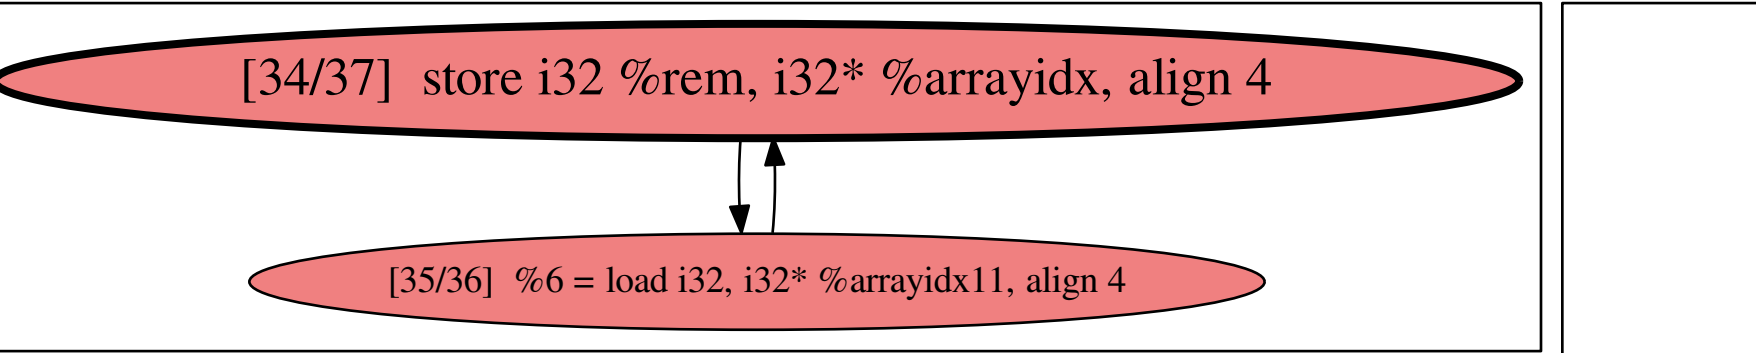 [34/37]  store i32 %rem, i32* %arrayidx, align 4
[35/36]  %6 = load i32, i32* %arrayidx11, align 4